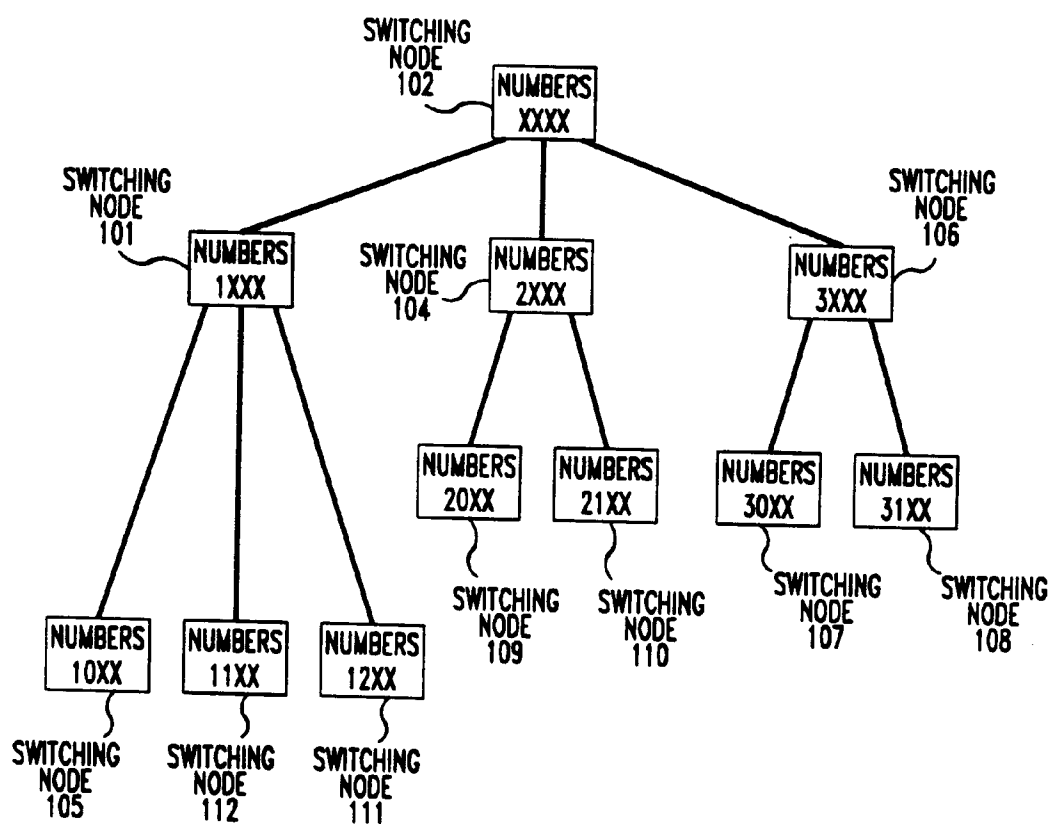 SWITCHING
NODE
102
NUMBERS
XXXX
SWITCHING
NODE
101
NUMBERS
1XXX
SWITCHING
NODE
104
NUMBERS
2XXX
SWITCHING
NODE
106
NUMBERS
3XXX
NUMBERS
20XX
SWITCHING
NODE
109
NUMBERS
21XX
SWITCHING
NODE
110
NUMBERS
30XX
SWITCHING
NODE
107
NUMBERS
31XX
SWITCHING
NODE
108
NUMBERS
10XX
SWITCHING
NODE
105
NUMBERS
11XX
SWITCHING
NODE
112
NUMBERS
12XX
SWITCHING
NODE
111